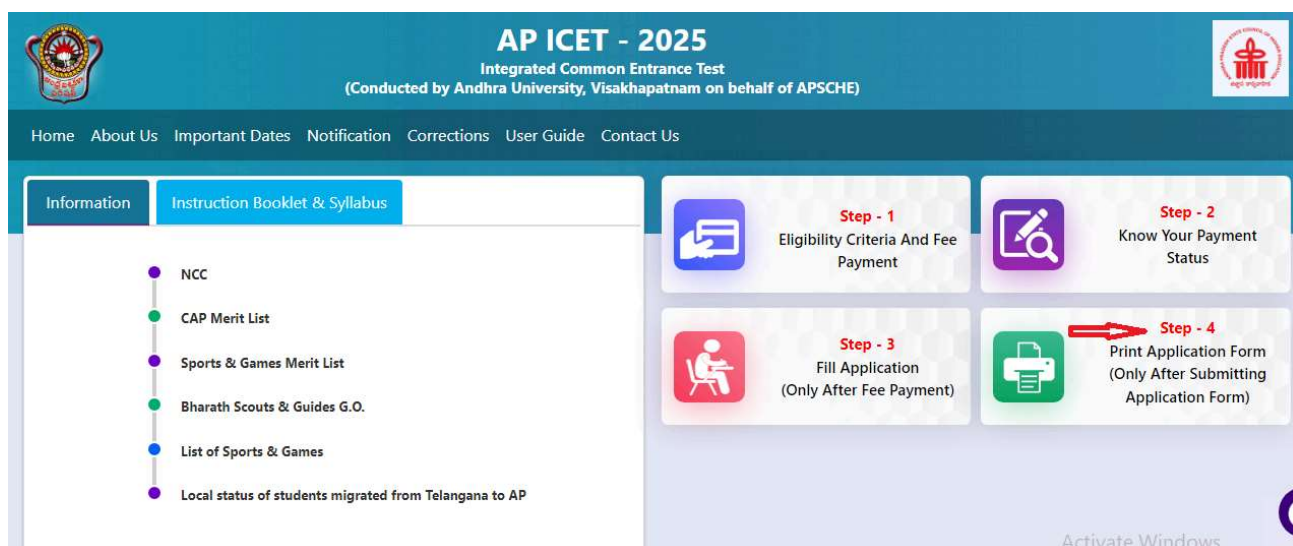 AP ICET - 2025
Integrated Common Entrance Test
(Conducted by Andhra University, Visakhapatnam on behalf of APSCHE)
Home About Us Important Dates Notification Corrections User Guide Contact Us
Information
Instruction Booklet & Syllabus
NCC
CAP Merit List
Sports & Games Merit List
Bharath Scouts & Guides G.O.
List of Sports & Games
Local status of students migrated from Telangana to AP
Step - 1
Eligibility Criteria And Fee
Payment
Step - 2
Know Your Payment
Status
Step - 3
Fill Application
(Only After Fee Payment)
Step - 4
Print Application Form
(Only After Submitting
Application Form)
Activate Windows